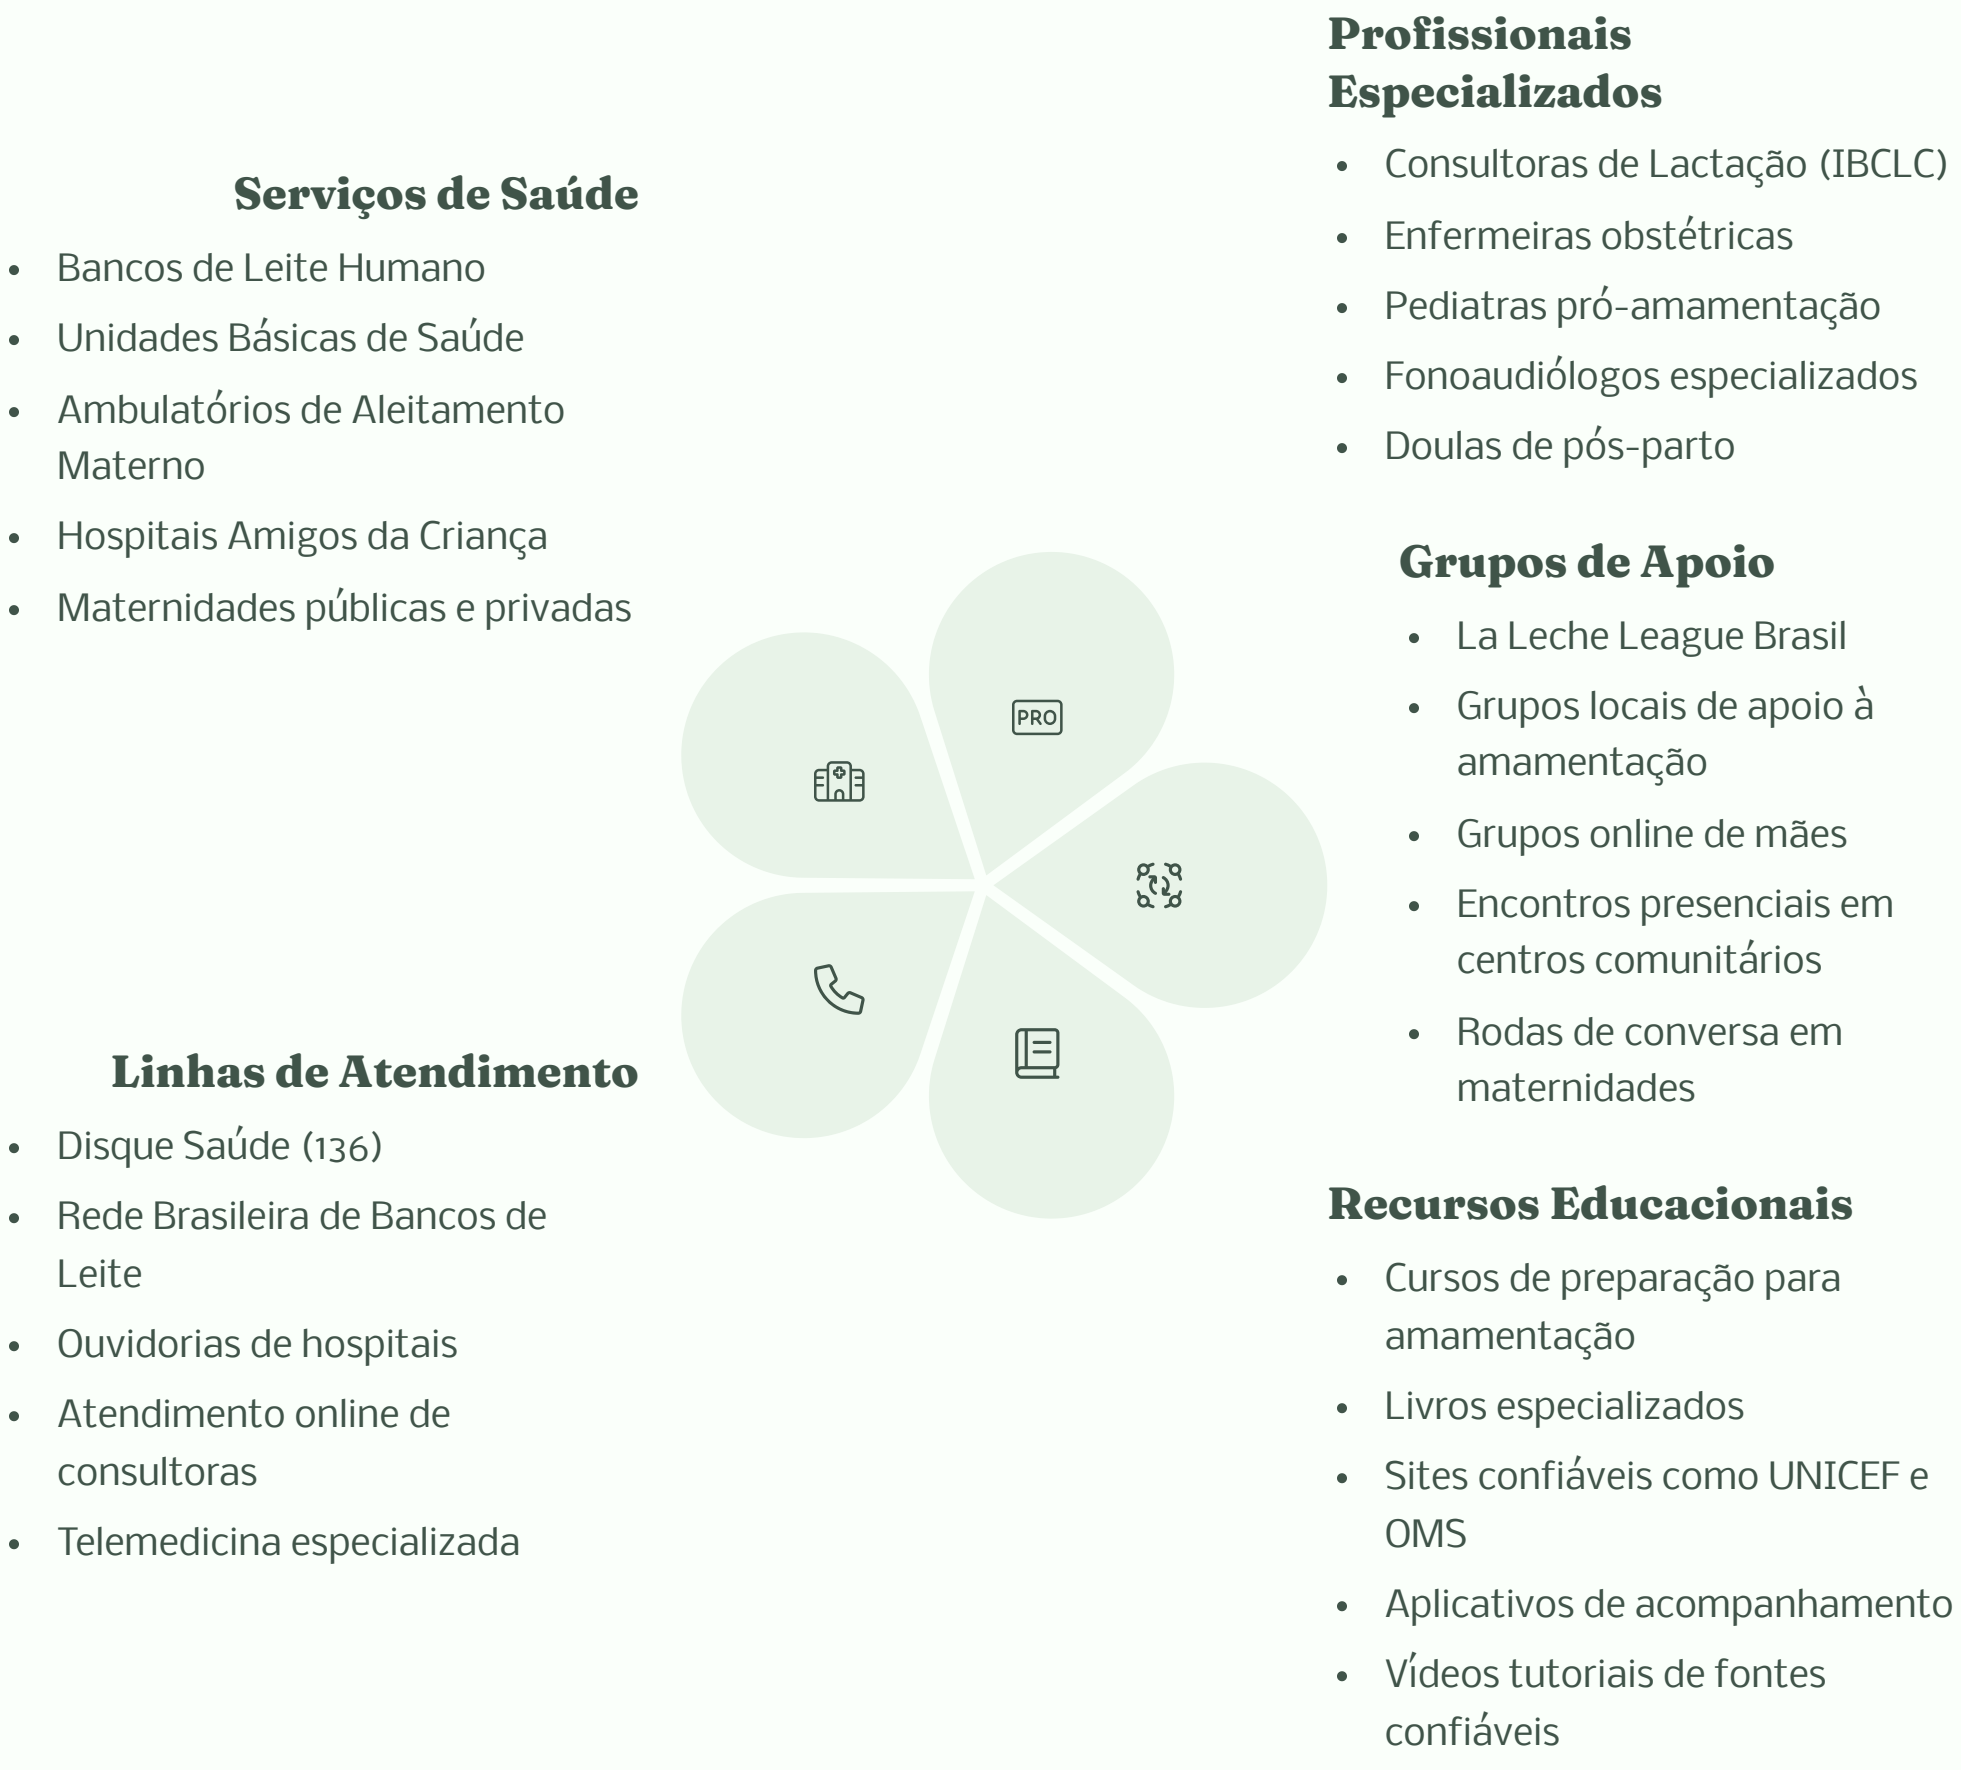 Serviços de Saúde
Bancos de Leite Humano
Unidades Básicas de Saúde
Ambulatórios de Aleitamento
Materno
Hospitais Amigos da Criança
Maternidades públicas e privadas
Profissionais
Especializados
Consultoras de Lactação (IBCLC)
Enfermeiras obstétricas
Pediatras pró-amamentação
Fonoaudiólogos especializados
Doulas de pós-parto
PRO
Grupos de Apoio
La Leche League Brasil
Grupos locais de apoio à
amamentação
Grupos online de mães
Encontros presenciais em
centros comunitários
Rodas de conversa em
maternidades
Linhas de Atendimento
Disque Saúde (136)
Rede Brasileira de Bancos de
Leite
Ouvidorias de hospitais
Atendimento online de
consultoras
Telemedicina especializada
Recursos Educacionais
Cursos de preparação para
amamentação
Livros especializados
Sites confiáveis como UNICEF e
OMS
Aplicativos de acompanhamento
Vídeos tutoriais de fontes
confiáveis